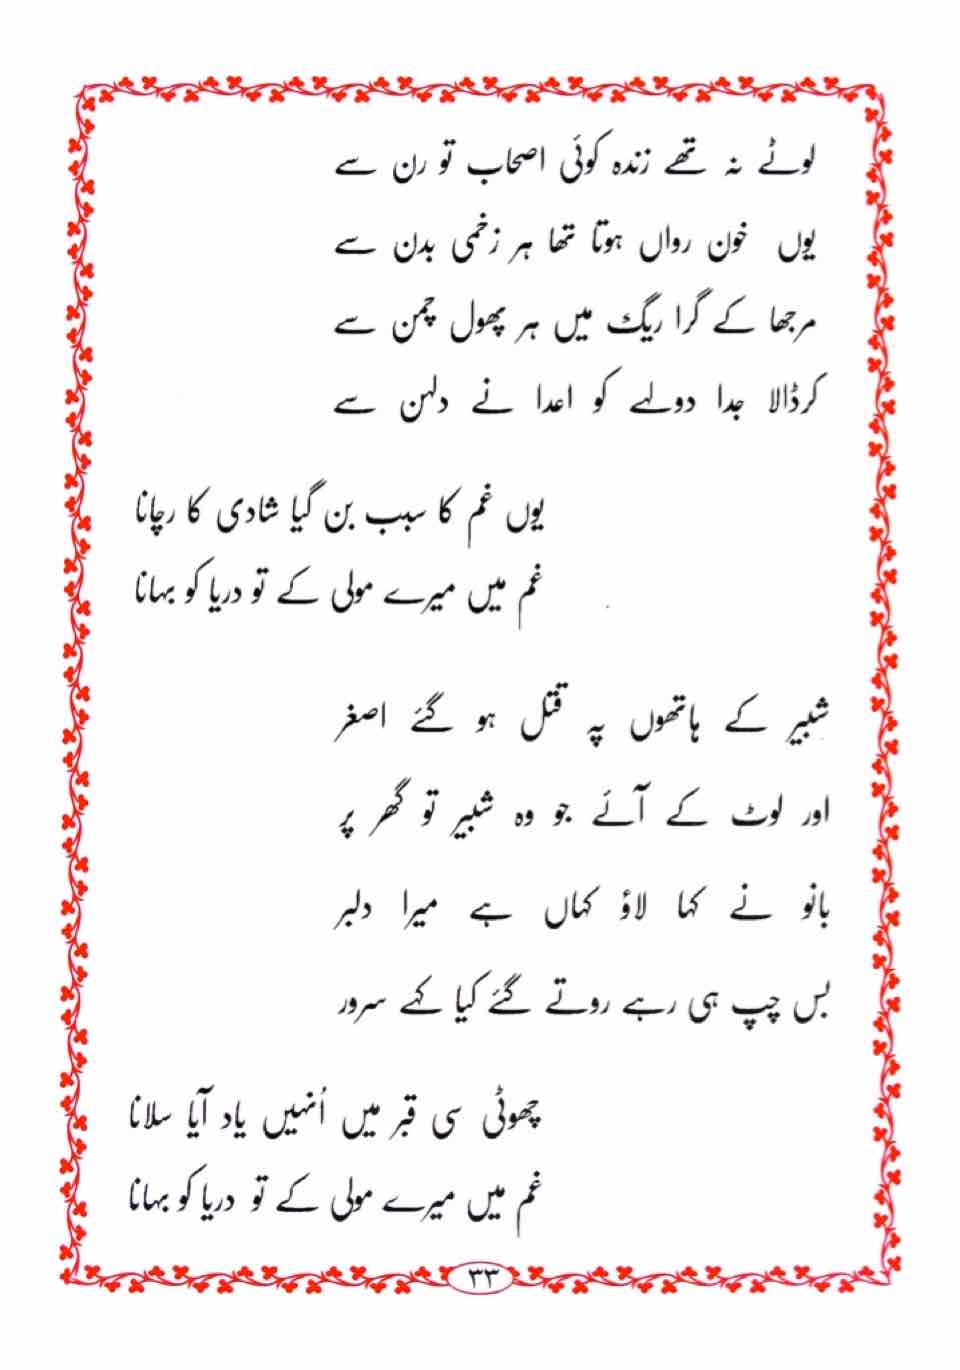 لوٹے نہ تھے زندہ کوئی اصحاب تو رن سے
یوں خون رواں ہوتا تھا ہر زخمی بدن سے
مرجھا کے گرا ریگ میں ہر پھول چمن سے
کرڈالا جدا دولہے کو اعدا نے دلہن سے
یوں غم کا سبب بن گیا شادی کا رچانا
غم میں میرے مولی کے تو دریا کو بہانا
شبیر کے ہاتھوں پہ قتل ہو گئے اصغر
اور لوٹ کے آئے جو وہ شبیر تو گھر پر
بانو نے کہا لاؤ کہاں ہے میرا دلبر
بس چپ ہی رہے روتے گئے کیا کہے سرور
چھوٹی سی قبر میں اُنہیں یاد آیا سلانا
غم میں میرے مولی کے تو دریا کو بہانا
۳۳